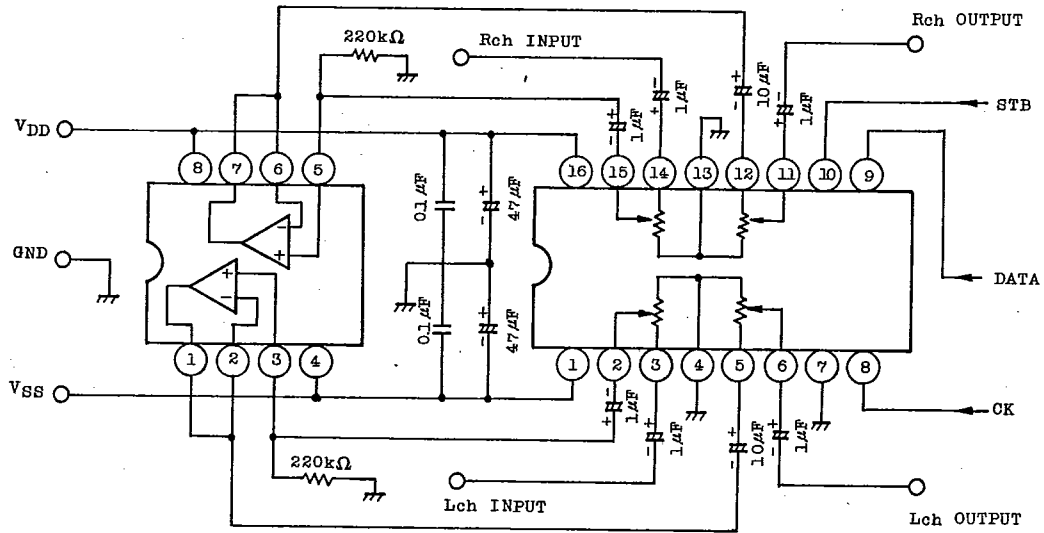 220kΩ
Rch INPUT
Rch OUTPUT
- 1μF
+ 10μF -
- 1μF +
STB
+ 1μF -
VDD
8 7 6 5
16 15 14 13 12 11 10 9
0.1μF
+ 47μF -
- +
GND
DATA
+ -
0.1μF
+ 47μF -
1 2 3 4
1 2 3 4 5 6 7 8
VSS
CK
- 1μF +
+ 1μF -
+ 10μF -
+ 1μF -
220kΩ
Lch INPUT
Lch OUTPUT